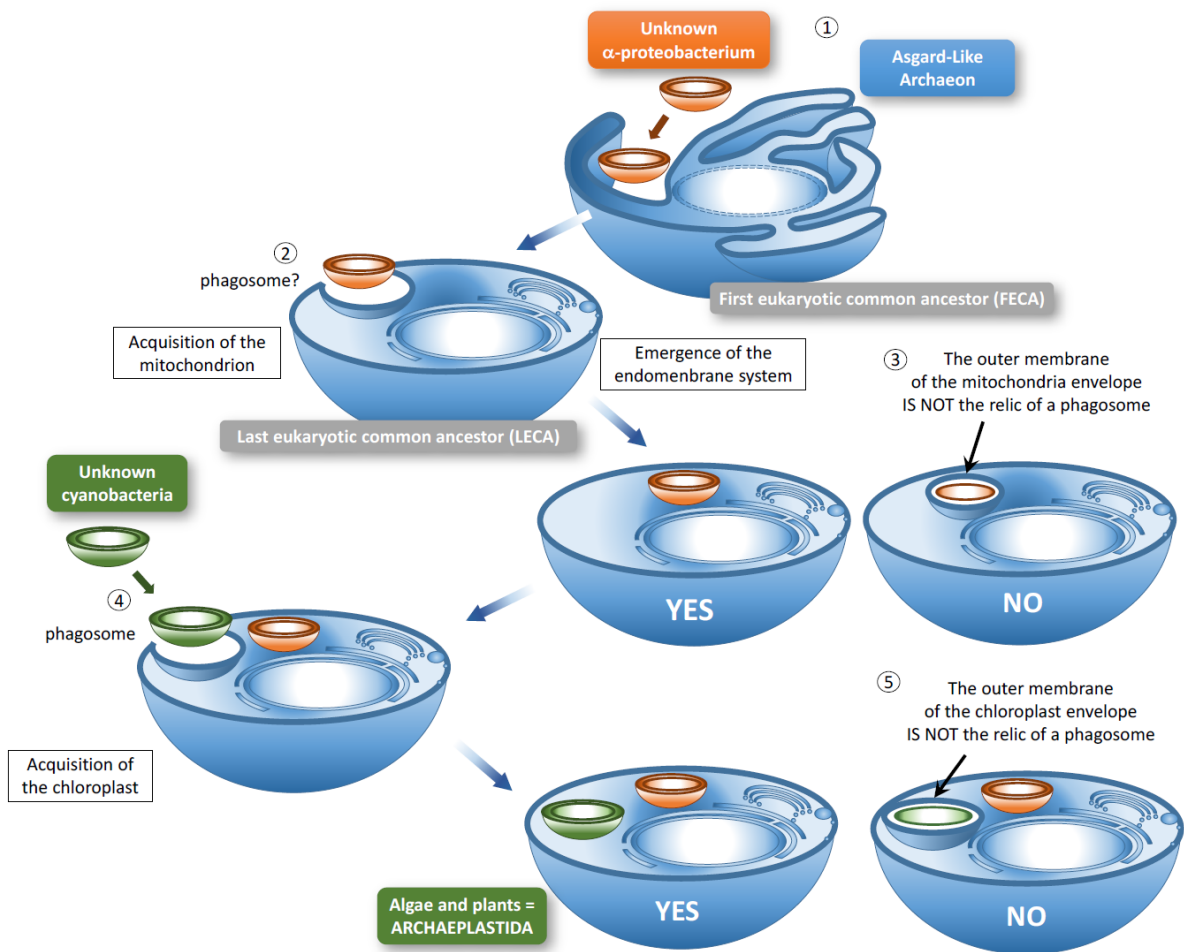 Unknown
α-proteobacterium
①
Asgard-Like
Archaeon
②
phagosome?
First eukaryotic common ancestor (FECA)
Acquisition of the
mitochondrion
Emergence of the
endomenbrane system
③
The outer membrane
of the mitochondria envelope
IS NOT the relic of a phagosome
Last eukaryotic common ancestor (LECA)
Unknown
cyanobacteria
YES
NO
④
phagosome
⑤
The outer membrane
of the chloroplast envelope
IS NOT the relic of a phagosome
Acquisition of
the chloroplast
Algae and plants =
ARCHAEPLASTIDA
YES
NO